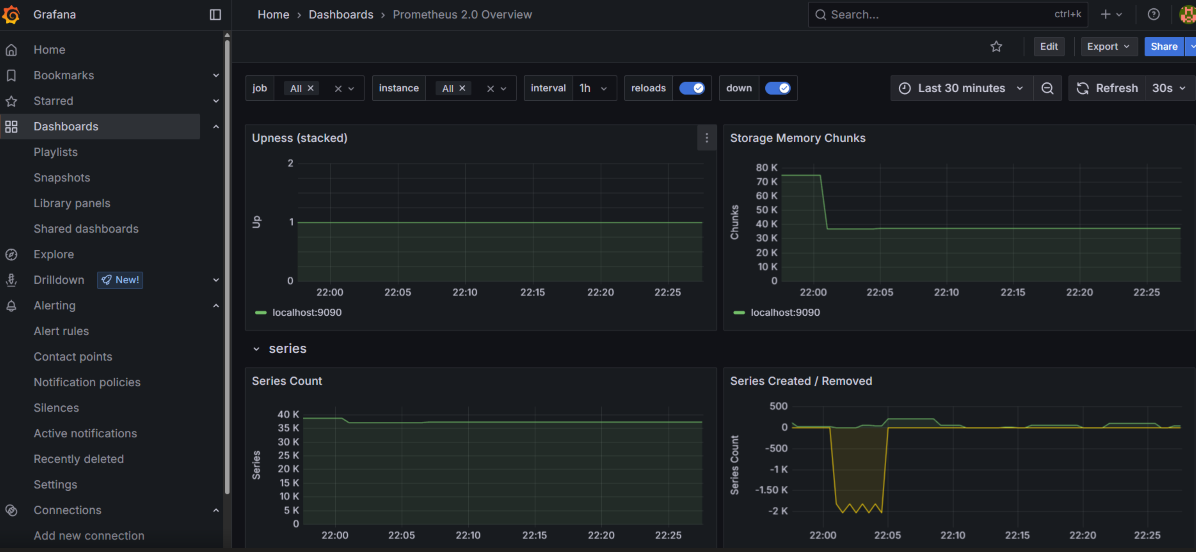 Grafana
Home › Dashboards › Prometheus 2.0 Overview
Search...
ctrl+k
Edit
Export
Share
Home
Bookmarks
Starred
Dashboards
Playlists
Snapshots
Library panels
Shared dashboards
Explore
Drilldown
New!
Alerting
Alert rules
Contact points
Notification policies
Silences
Active notifications
Recently deleted
Settings
Connections
Add new connection
job
All
instance
All
interval
1h
reloads
down
Last 30 minutes
Refresh
30s
Upness (stacked)
Up
2
1
0
22:00 22:05 22:10 22:15 22:20 22:25
localhost:9090
Storage Memory Chunks
Chunks
80 K
70 K
60 K
50 K
40 K
30 K
20 K
10 K
0
22:00 22:05 22:10 22:15 22:20 22:25
localhost:9090
series
Series Count
Series
40 K
35 K
30 K
25 K
20 K
15 K
10 K
5 K
0
22:00 22:05 22:10 22:15 22:20 22:25
Series Created / Removed
Series Count
500
0
-500
-1 K
-1.50 K
-2 K
22:00 22:05 22:10 22:15 22:20 22:25